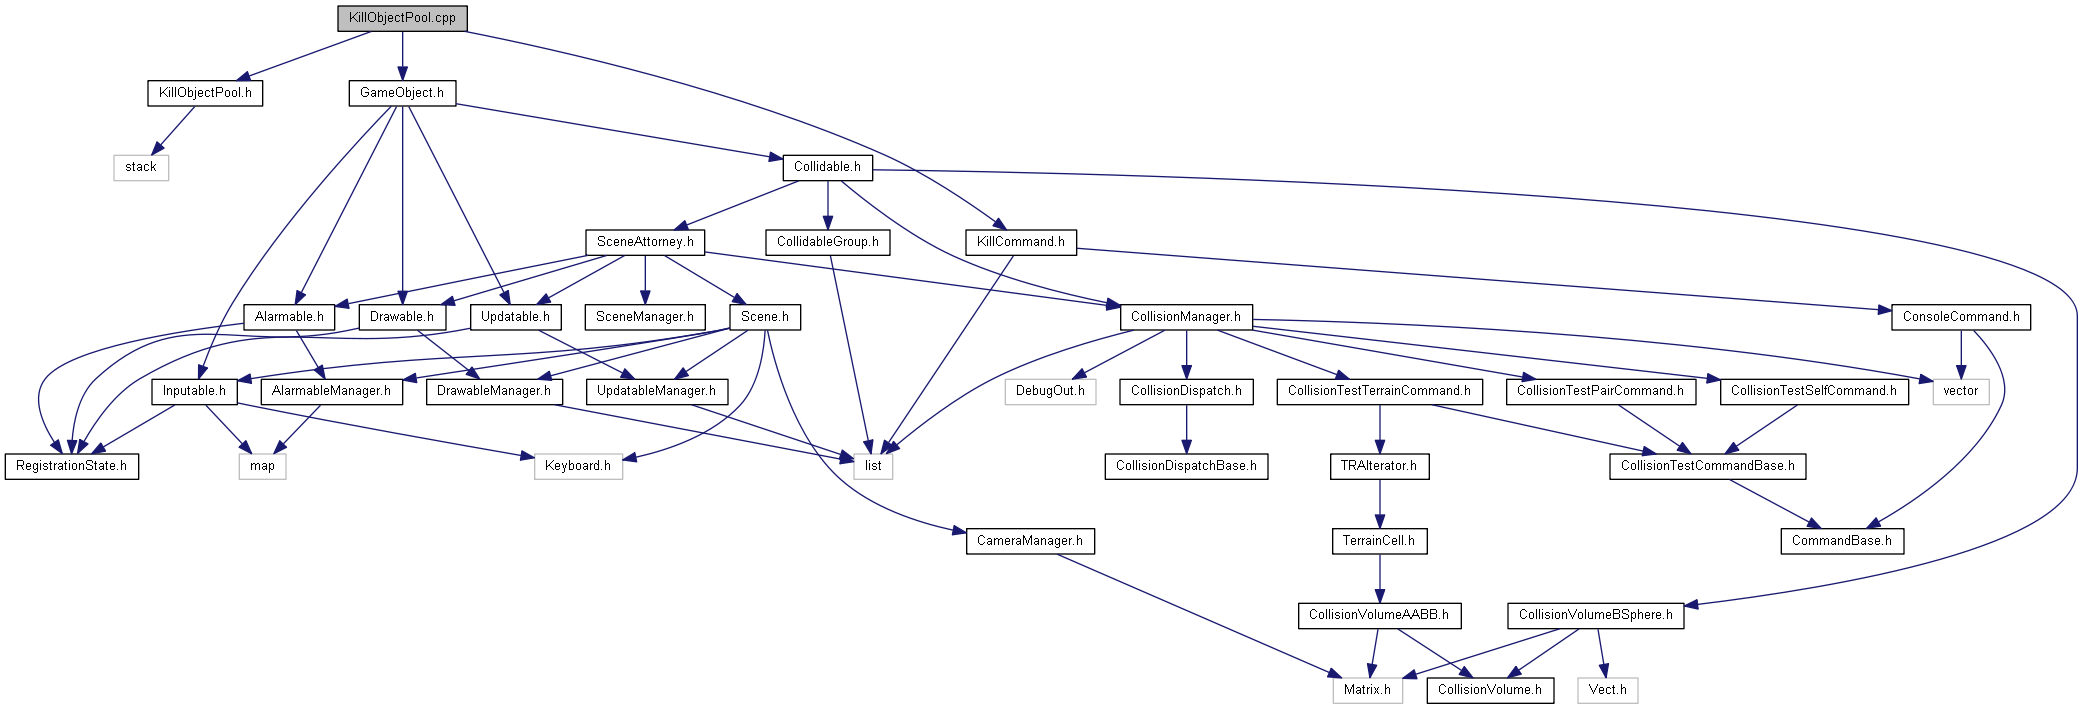 KillObjectPool.cpp
KillObjectPool.h
GameObject.h
stack
Collidable.h
SceneAttorney.h
CollidableGroup.h
KillCommand.h
Alarmable.h
Drawable.h
Updatable.h
SceneManager.h
Scene.h
CollisionManager.h
ConsoleCommand.h
Inputable.h
AlarmableManager.h
DrawableManager.h
UpdatableManager.h
DebugOut.h
CollisionDispatch.h
CollisionTestTerrainCommand.h
CollisionTestPairCommand.h
CollisionTestSelfCommand.h
vector
RegistrationState.h
map
Keyboard.h
list
CollisionDispatchBase.h
TRAIterator.h
CollisionTestCommandBase.h
CameraManager.h
TerrainCell.h
CommandBase.h
CollisionVolumeAABB.h
CollisionVolumeBSphere.h
Matrix.h
CollisionVolume.h
Vect.h